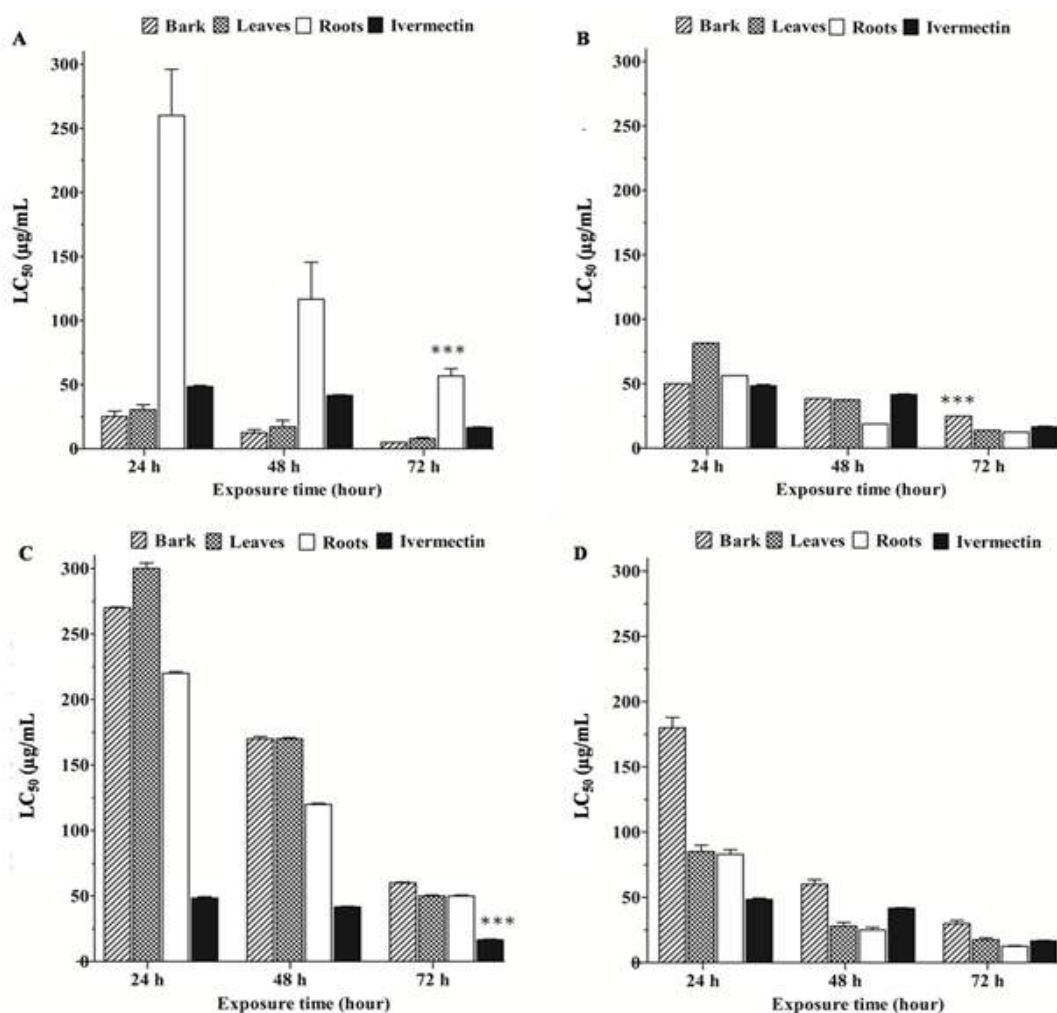 A
Bark Leaves Roots Ivermectin
300
250
200
150
100
50
0
LC50 (µg/mL)
***
24 h 48 h 72 h
Exposure time (hour)
B
Bark Leaves Roots Ivermectin
300
250
200
150
100
50
0
LC50 (µg/mL)
***
24 h 48 h 72 h
Exposure time (hour)
C
Bark Leaves Roots Ivermectin
300
250
200
150
100
50
0
LC50 (µg/mL)
***
24 h 48 h 72 h
Exposure time (hour)
D
Bark Leaves Roots Ivermectin
300
250
200
150
100
50
0
LC50 (µg/mL)
24 h 48 h 72 h
Exposure time (hour)